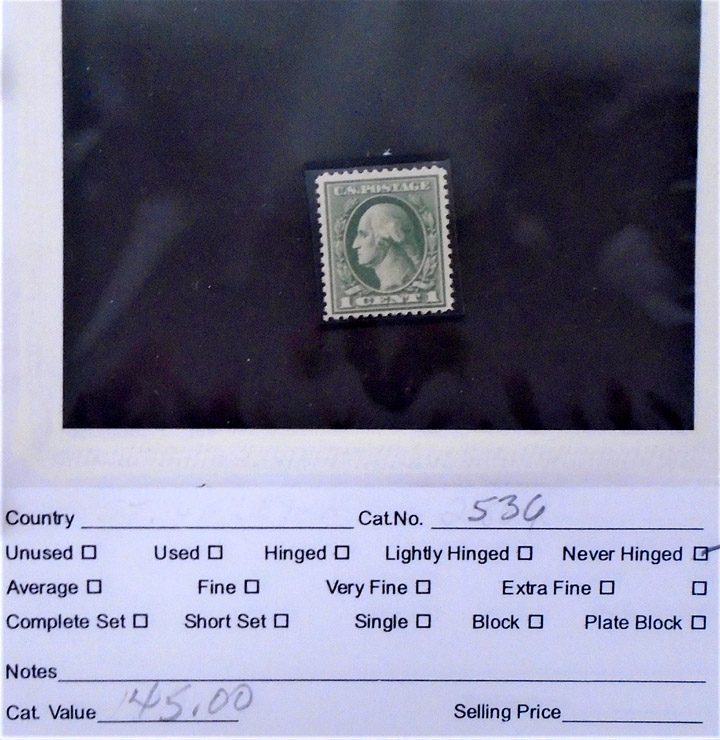 U.S. POSTAGE
1 CENT 1
Country Cat.No. 536
Unused ☐ Used ☐ Hinged ☐ Lightly Hinged ☐ Never Hinged ☑
Average ☐ Fine ☐ Very Fine ☐ Extra Fine ☐ ☐
Complete Set ☐ Short Set ☐ Single ☐ Block ☐ Plate Block ☐
Notes
Cat. Value 45.00 Selling Price